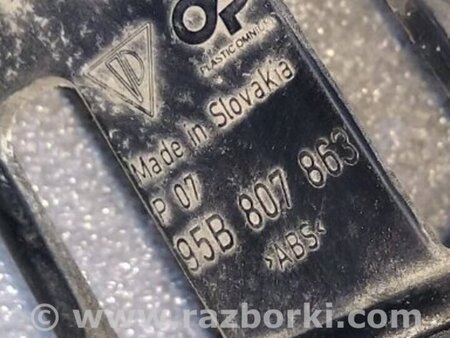 OP
PLASTIC OMNIUM
Made in Slovakia
P 07
95B 807 863
>ABS<
© www.razborki.com